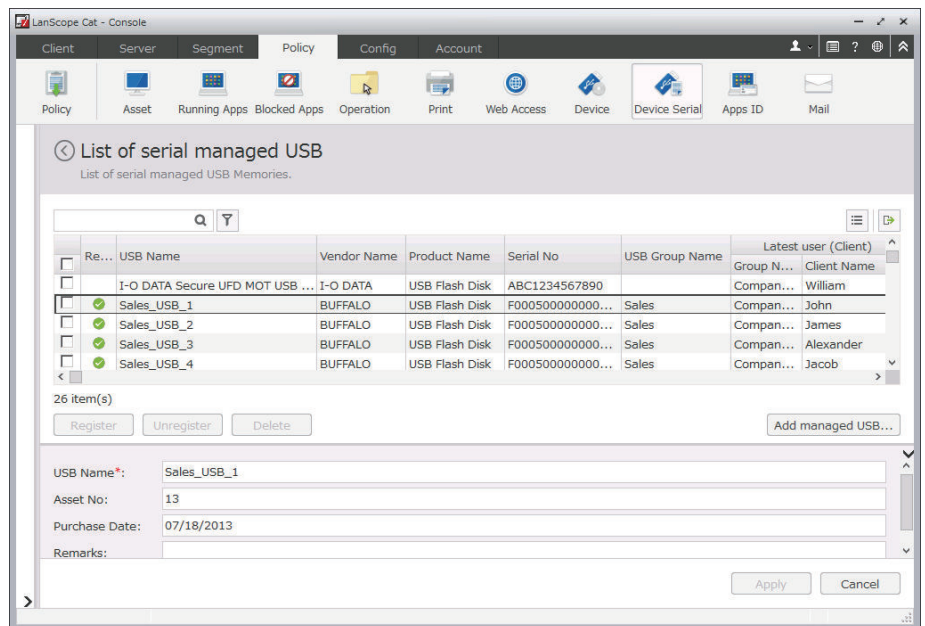 LanScope Cat - Console
Client Server Segment Policy Config Account ?
Policy Asset Running Apps Blocked Apps Operation Print Web Access Device Device Serial Apps ID Mail
List of serial managed USB
List of serial managed USB Memories.
Latest user (Client)
Re... USB Name Vendor Name Product Name Serial No USB Group Name
Group N... Client Name
I-O DATA Secure UFD MOT USB ... I-O DATA USB Flash Disk ABC1234567890 Compan... William
Sales_USB_1 BUFFALO USB Flash Disk F000500000000... Sales Compan... John
Sales_USB_2 BUFFALO USB Flash Disk F000500000000... Sales Compan... James
Sales_USB_3 BUFFALO USB Flash Disk F000500000000... Sales Compan... Alexander
Sales_USB_4 BUFFALO USB Flash Disk F000500000000... Sales Compan... Jacob
26 item(s)
Register Unregister Delete Add managed USB...
USB Name*: Sales_USB_1
Asset No: 13
Purchase Date: 07/18/2013
Remarks:
Apply Cancel